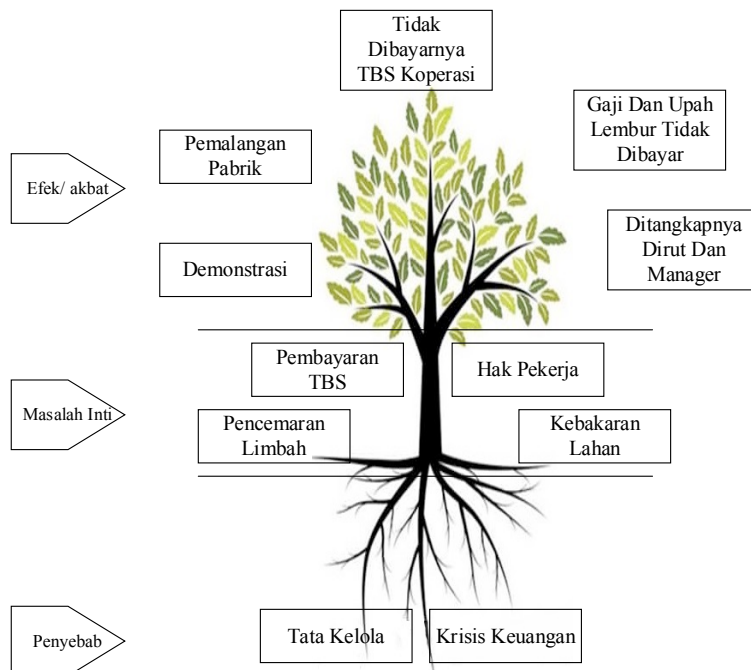 Tidak
Dibayarnya
TBS Koperasi
Gaji Dan Upah
Lembur Tidak
Dibayar
Pemalangan
Pabrik
Efek/ akbat
Ditangkapnya
Dirut Dan
Manager
Demonstrasi
Pembayaran
TBS
Hak Pekerja
Masalah Inti
Pencemaran
Limbah
Kebakaran
Lahan
Penyebab
Tata Kelola
Krisis Keuangan